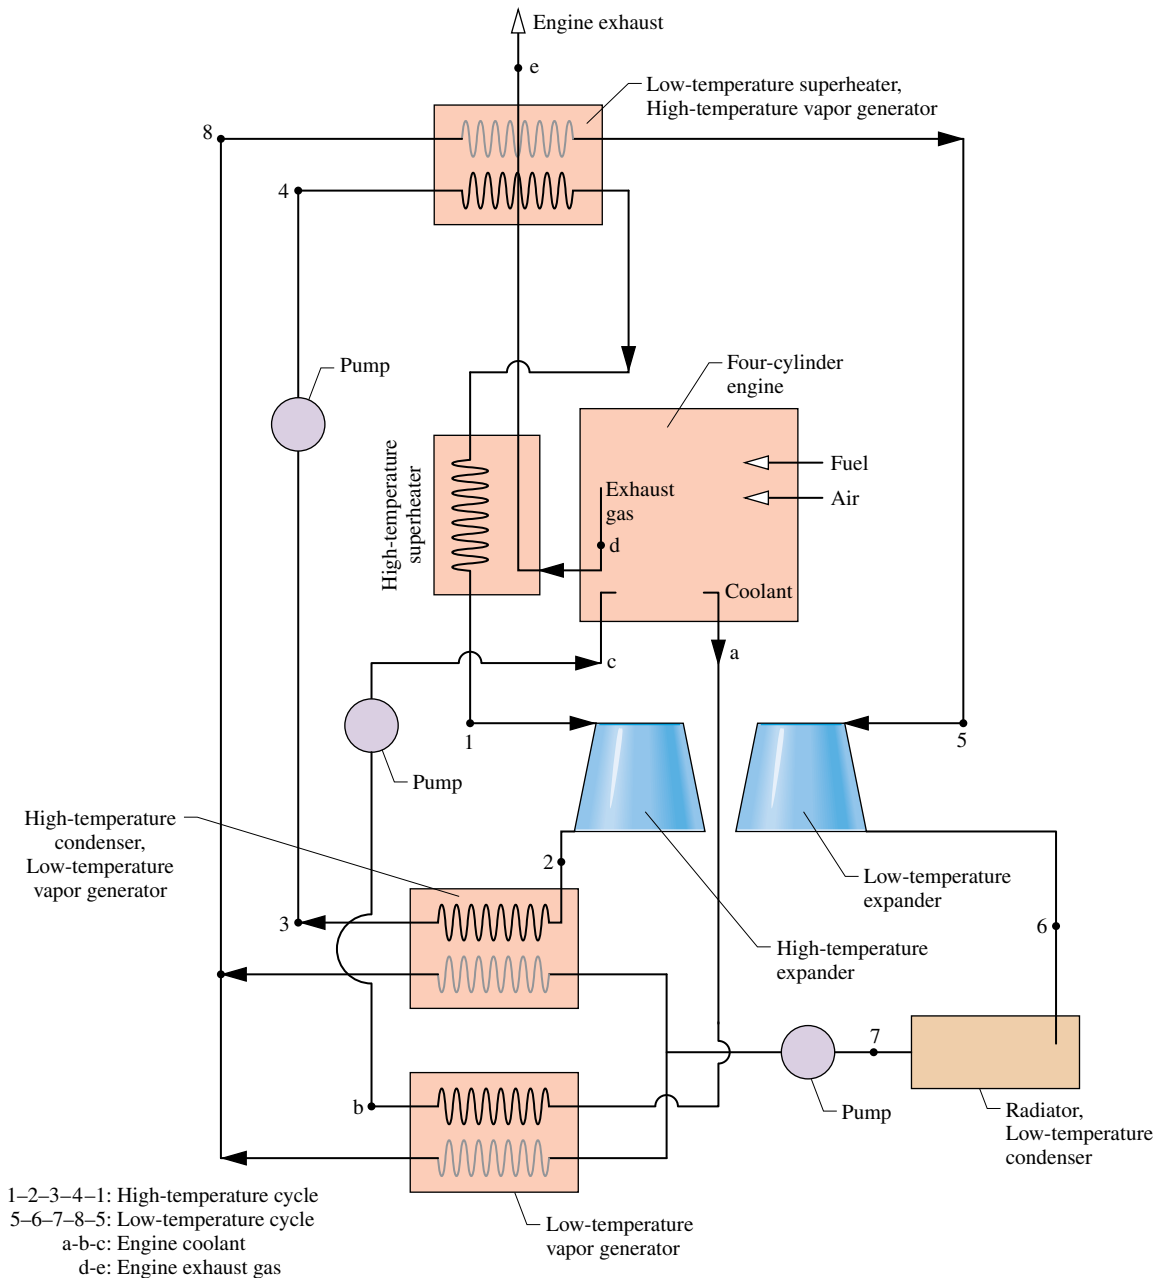 Engine exhaust
e
Low-temperature superheater,
High-temperature vapor generator
8
4
Pump
Four-cylinder
engine
High-temperature
superheater
Fuel
Air
Exhaust
gas
d
Coolant
c
a
1
5
Pump
High-temperature
condenser,
Low-temperature
vapor generator
2
3
Low-temperature
expander
High-temperature
expander
6
7
b
Pump
Radiator,
Low-temperature
condenser
Low-temperature
vapor generator
1–2–3–4–1: High-temperature cycle
5–6–7–8–5: Low-temperature cycle
a-b-c: Engine coolant
d-e: Engine exhaust gas